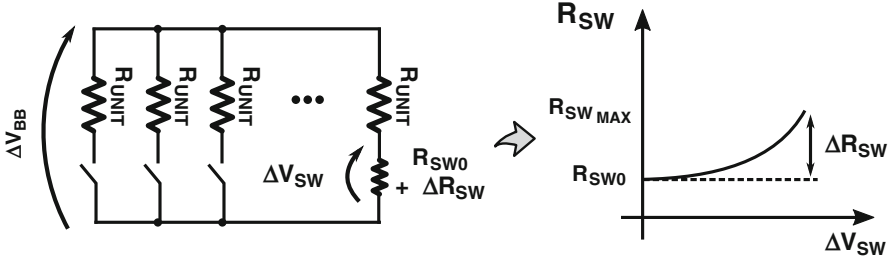 ΔV_BB
R_UNIT
R_UNIT
R_UNIT
•••
R_UNIT
ΔV_SW
R_SW0
+ ΔR_SW
R_SW
R_SW MAX
R_SW0
ΔR_SW
ΔV_SW